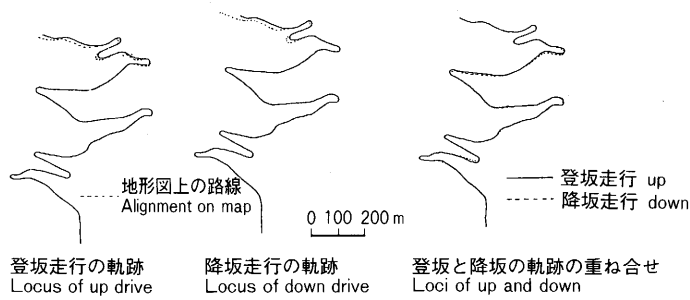 地形図上の路線
Alignment on map
0 100 200 m
登坂走行 up
降坂走行 down
登坂走行の軌跡
Locus of up drive
降坂走行の軌跡
Locus of down drive
登坂と降坂の軌跡の重ね合せ
Loci of up and down